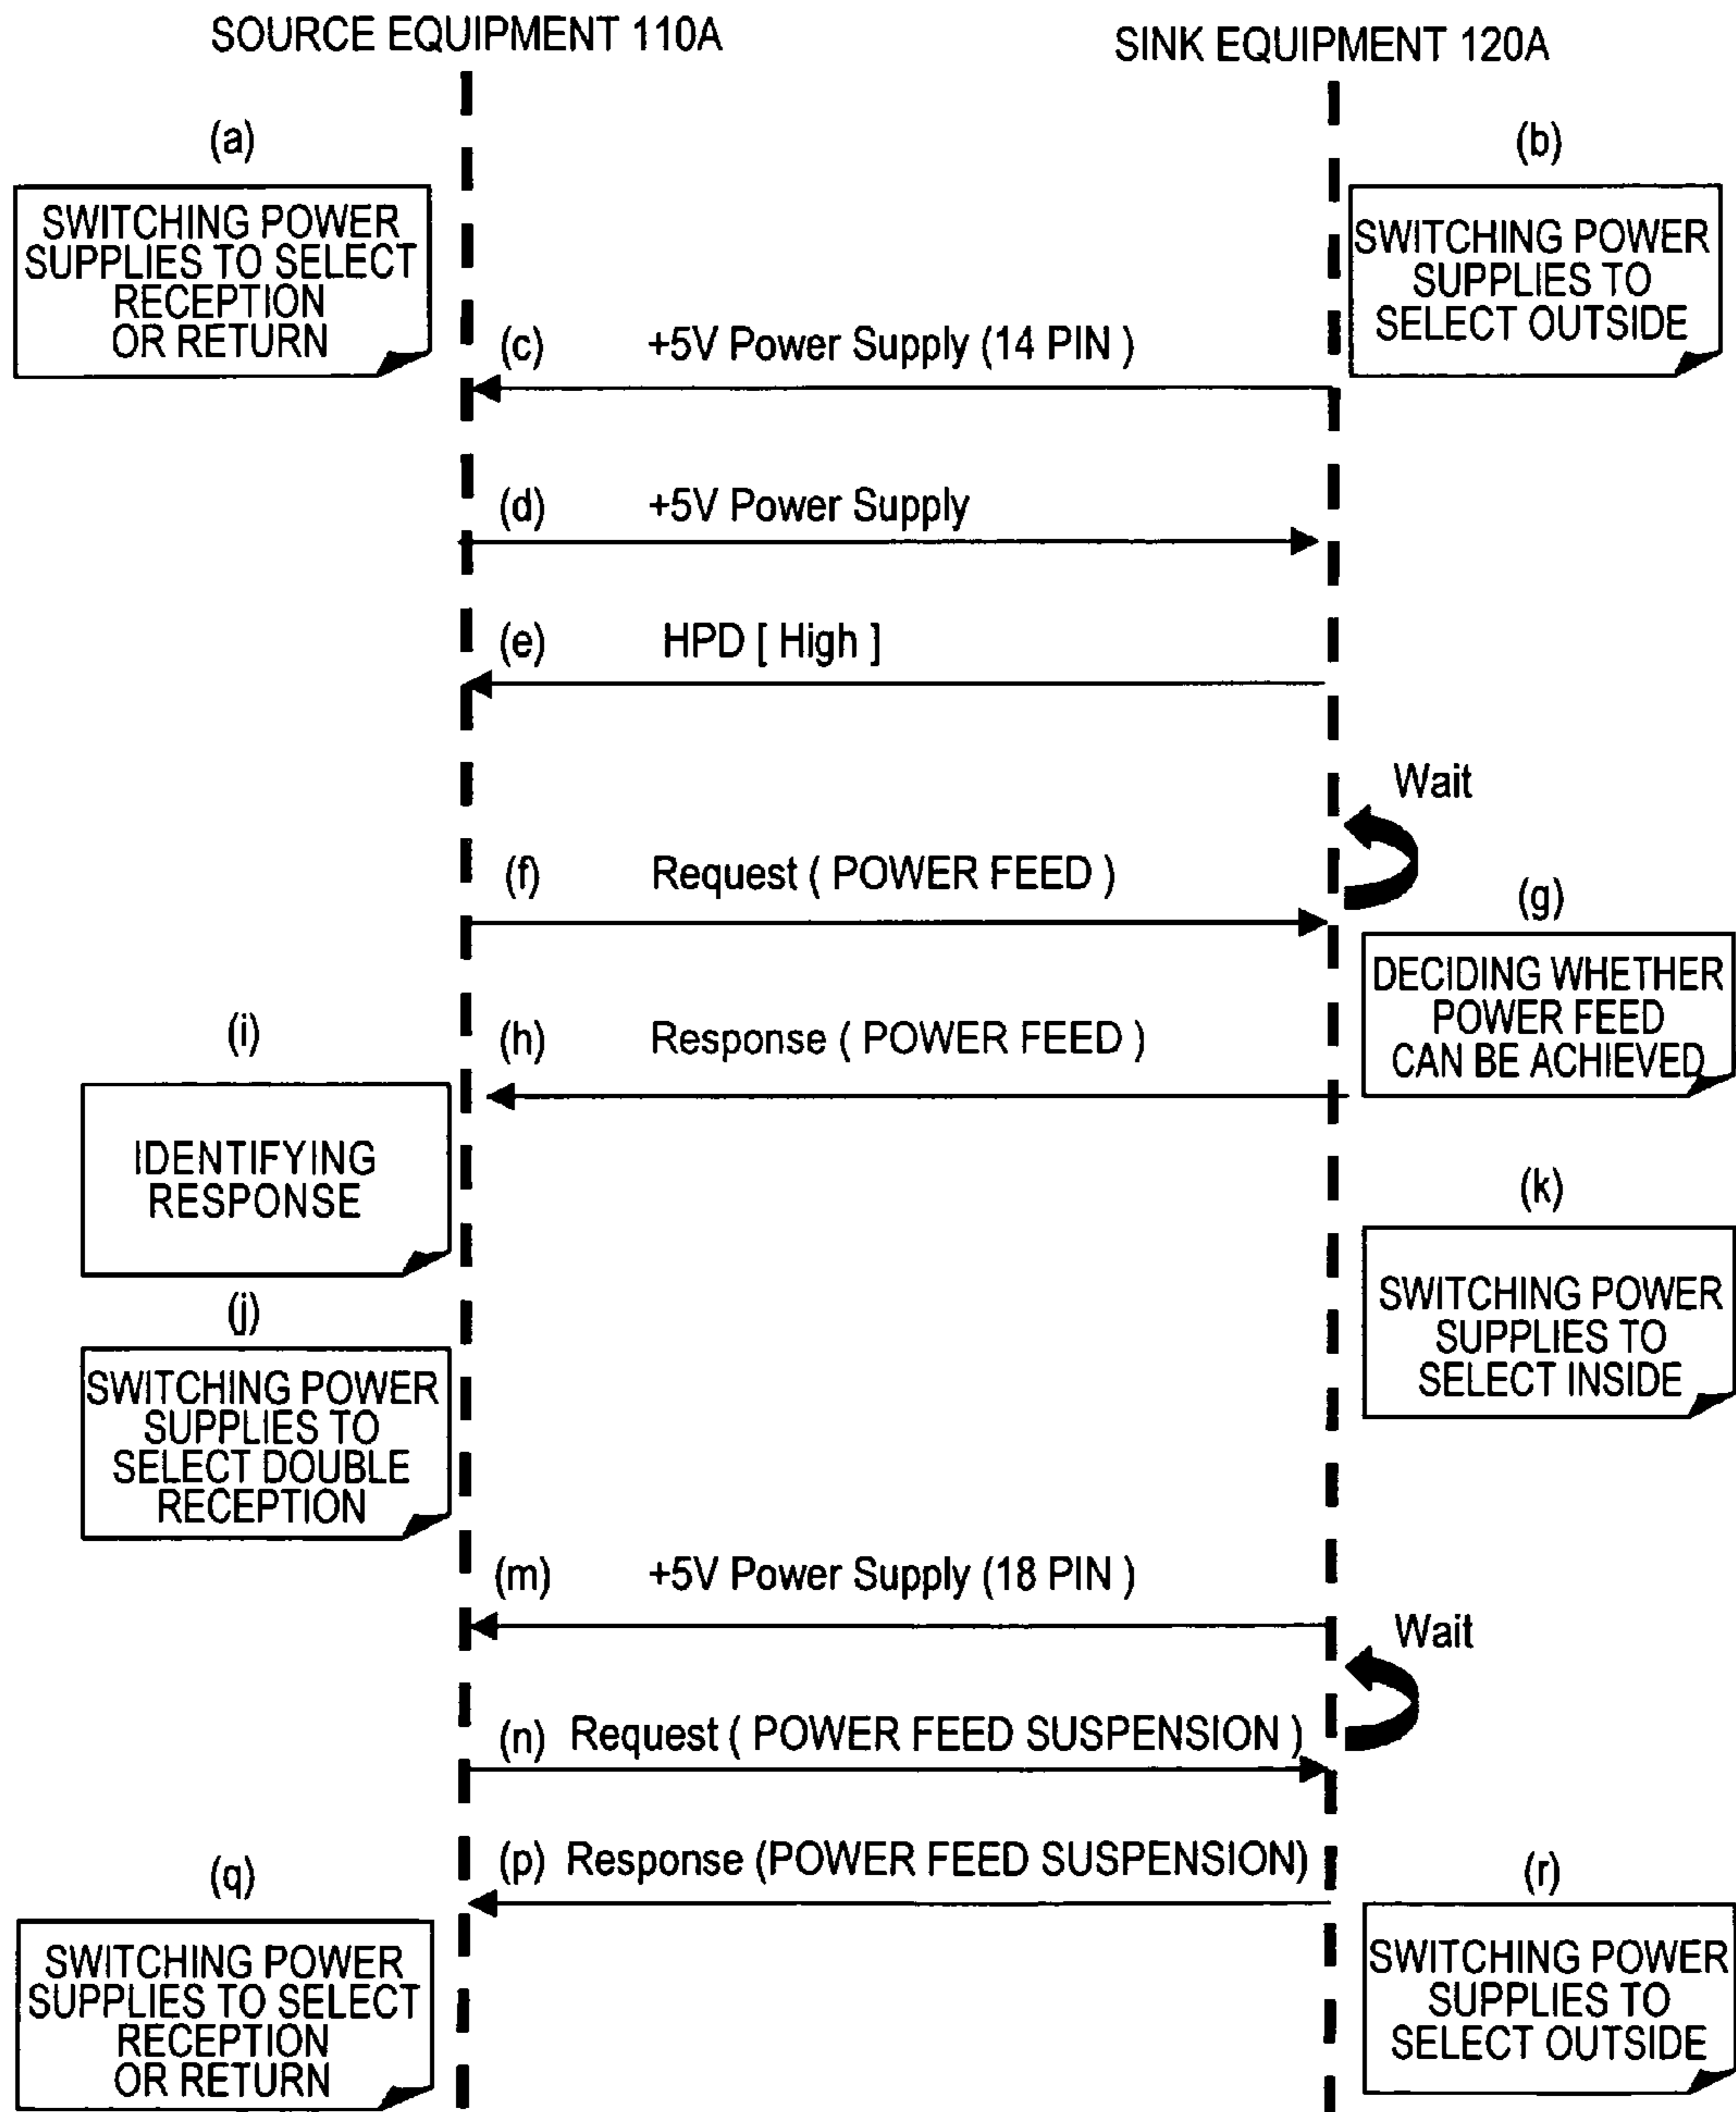 SOURCE EQUIPMENT 110A
SINK EQUIPMENT 120A
(a)
(b)
SWITCHING POWER
SUPPLIES TO SELECT
RECEPTION
OR RETURN
SWITCHING POWER
SUPPLIES TO
SELECT OUTSIDE
(c) +5V Power Supply (14 PIN )
(d) +5V Power Supply
(e) HPD [ High ]
Wait
(f) Request ( POWER FEED )
(g)
DECIDING WHETHER
POWER FEED
CAN BE ACHIEVED
(h) Response ( POWER FEED )
(i)
IDENTIFYING
RESPONSE
(k)
SWITCHING POWER
SUPPLIES TO
SELECT INSIDE
(j)
SWITCHING POWER
SUPPLIES TO
SELECT DOUBLE
RECEPTION
(m) +5V Power Supply (18 PIN )
Wait
(n) Request ( POWER FEED SUSPENSION )
(p) Response (POWER FEED SUSPENSION)
(q)
(r)
SWITCHING POWER
SUPPLIES TO SELECT
RECEPTION
OR RETURN
SWITCHING POWER
SUPPLIES TO
SELECT OUTSIDE